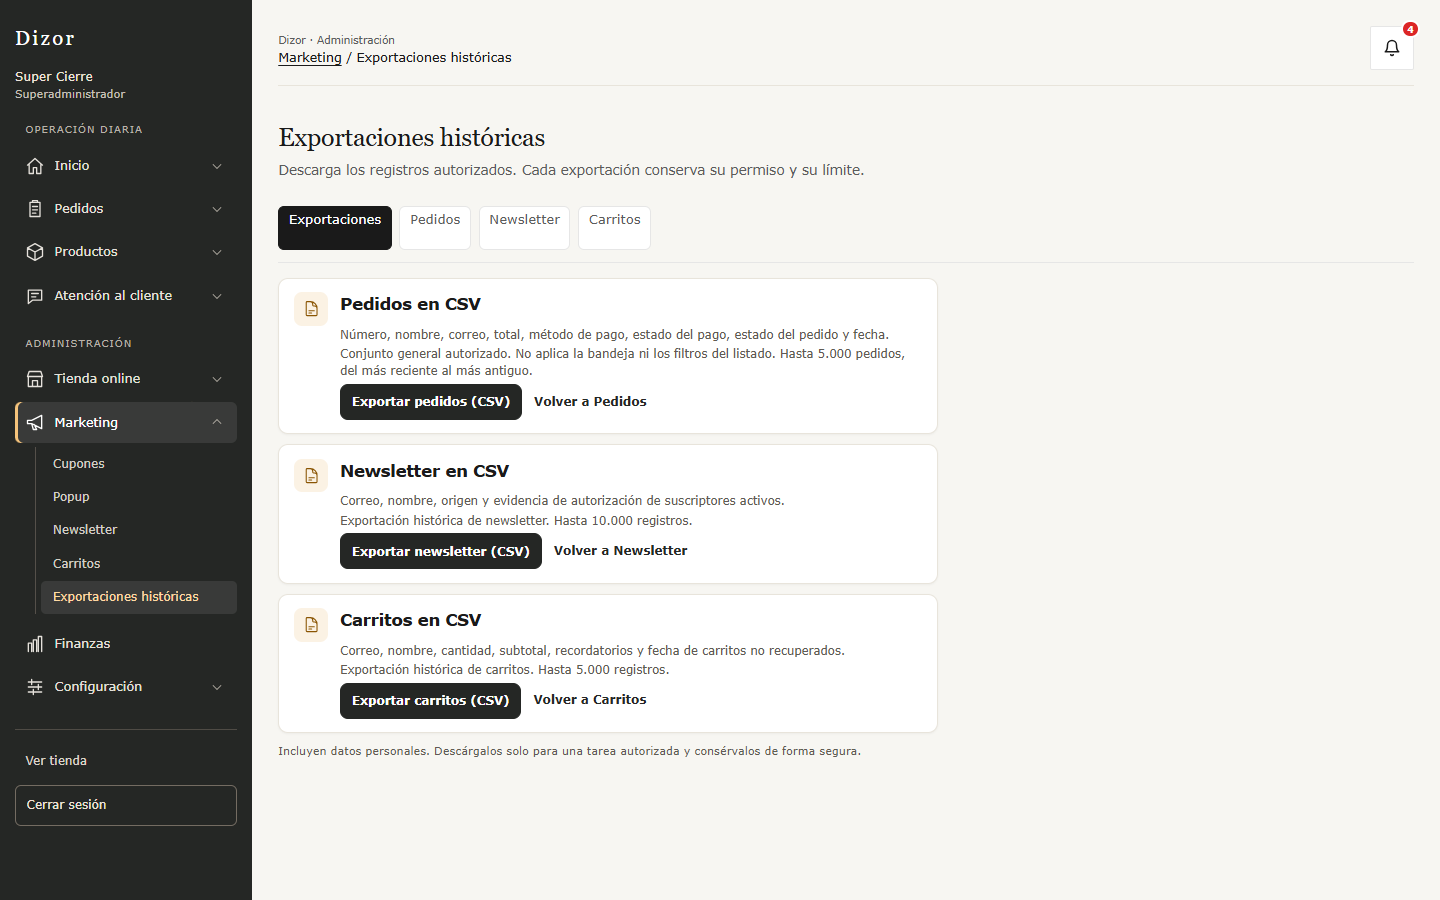 Dizor
Super Cierre
Superadministrador
OPERACIÓN DIARIA
Inicio
Pedidos
Productos
Atención al cliente
ADMINISTRACIÓN
Tienda online
Marketing
Cupones
Popup
Newsletter
Carritos
Exportaciones históricas
Finanzas
Configuración
Ver tienda
Cerrar sesión
Dizor · Administración
Marketing / Exportaciones históricas
4
Exportaciones históricas
Descarga los registros autorizados. Cada exportación conserva su permiso y su límite.
Exportaciones
Pedidos
Newsletter
Carritos
Pedidos en CSV
Número, nombre, correo, total, método de pago, estado del pago, estado del pedido y fecha.
Conjunto general autorizado. No aplica la bandeja ni los filtros del listado. Hasta 5.000 pedidos,
del más reciente al más antiguo.
Exportar pedidos (CSV)
Volver a Pedidos
Newsletter en CSV
Correo, nombre, origen y evidencia de autorización de suscriptores activos.
Exportación histórica de newsletter. Hasta 10.000 registros.
Exportar newsletter (CSV)
Volver a Newsletter
Carritos en CSV
Correo, nombre, cantidad, subtotal, recordatorios y fecha de carritos no recuperados.
Exportación histórica de carritos. Hasta 5.000 registros.
Exportar carritos (CSV)
Volver a Carritos
Incluyen datos personales. Descárgalos solo para una tarea autorizada y consérvalos de forma segura.